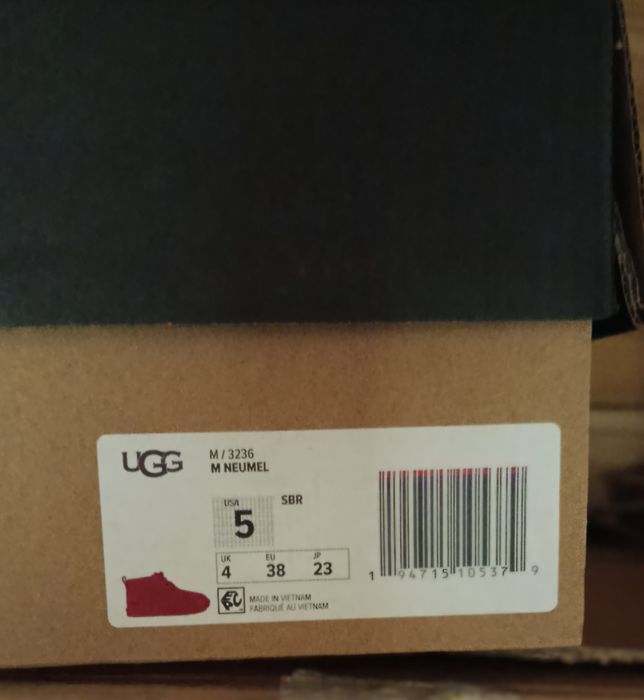 UGG
M / 3236
M NEUMEL
USA
5
SBR
UK EU JP
4 38 23
MADE IN VIETNAM
FABRIQUÉ AU VIETNAM
1 94715 10537 9